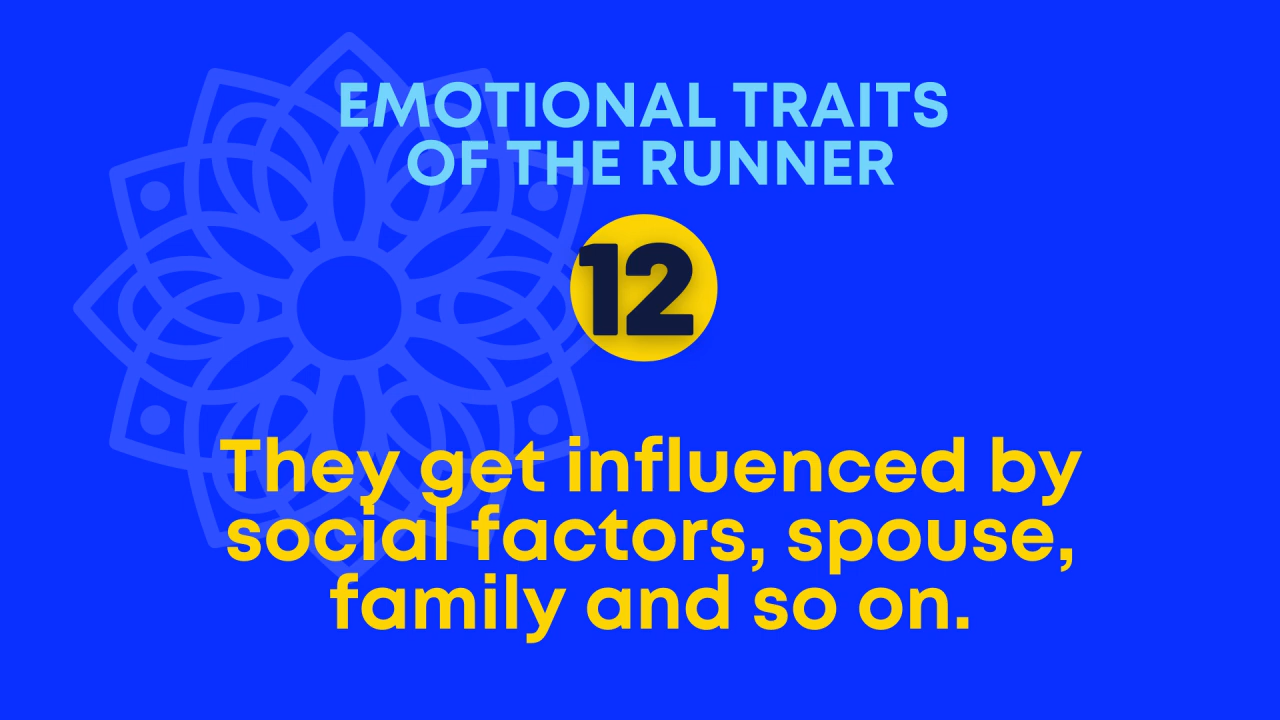 EMOTIONAL TRAITS
OF THE RUNNER
12
They get influenced by
social factors, spouse,
family and so on.